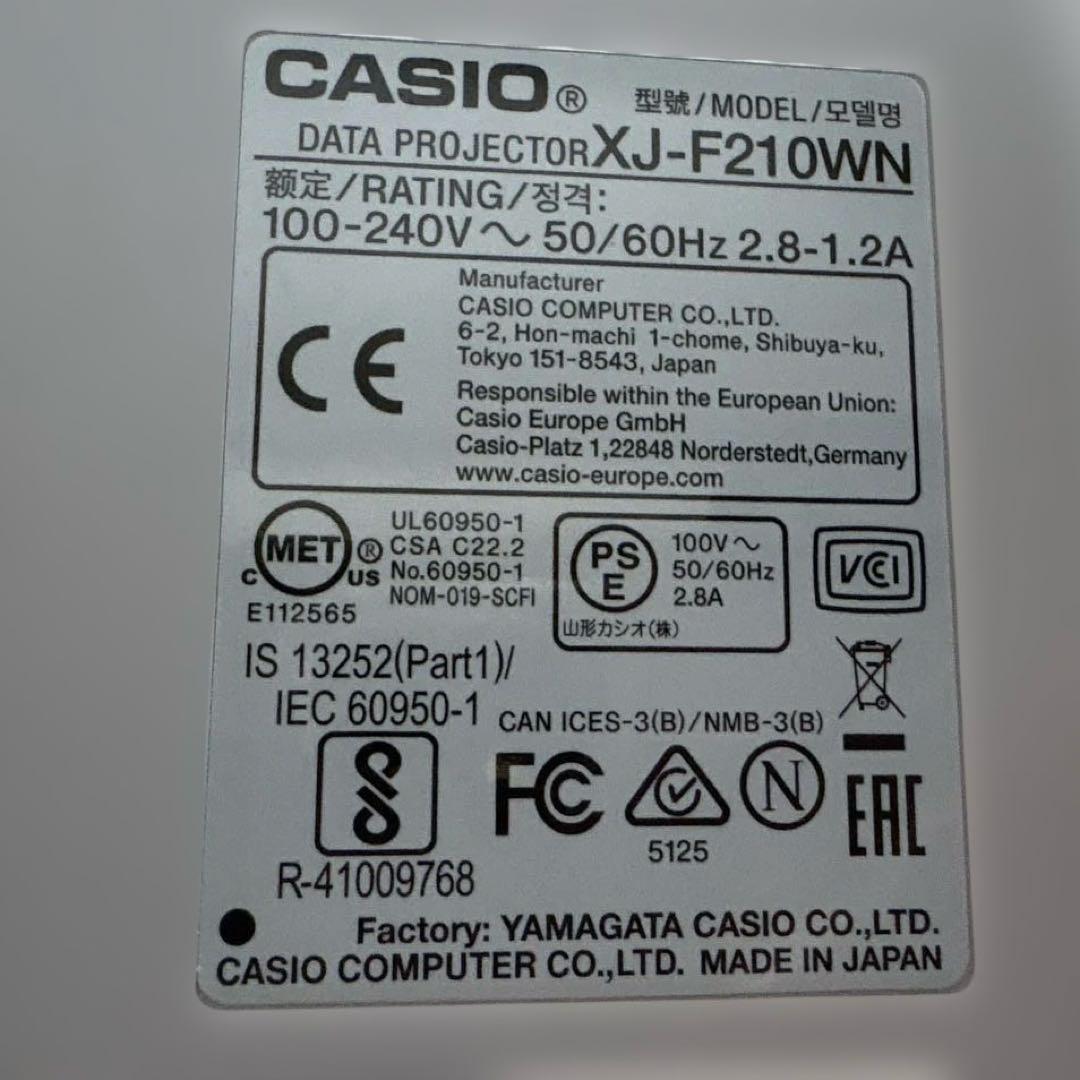 CASIO® 型號/MODEL/모델명
DATA PROJECTOR XJ-F210WN
额定/RATING/정격:
100-240V～ 50/60Hz 2.8-1.2A
CE
Manufacturer
CASIO COMPUTER CO.,LTD.
6-2, Hon-machi 1-chome, Shibuya-ku,
Tokyo 151-8543, Japan
Responsible within the European Union:
Casio Europe GmbH
Casio-Platz 1,22848 Norderstedt,Germany
www.casio-europe.com
MET®
C US
E112565
UL60950-1
CSA C22.2
No.60950-1
NOM-019-SCFI
PS
E
100V～
50/60Hz
2.8A
山形カシオ(株)
VCI
IS 13252(Part1)/
IEC 60950-1
CAN ICES-3(B)/NMB-3(B)
R-41009768
FC
5125
N
EAC
Factory: YAMAGATA CASIO CO.,LTD.
CASIO COMPUTER CO.,LTD. MADE IN JAPAN